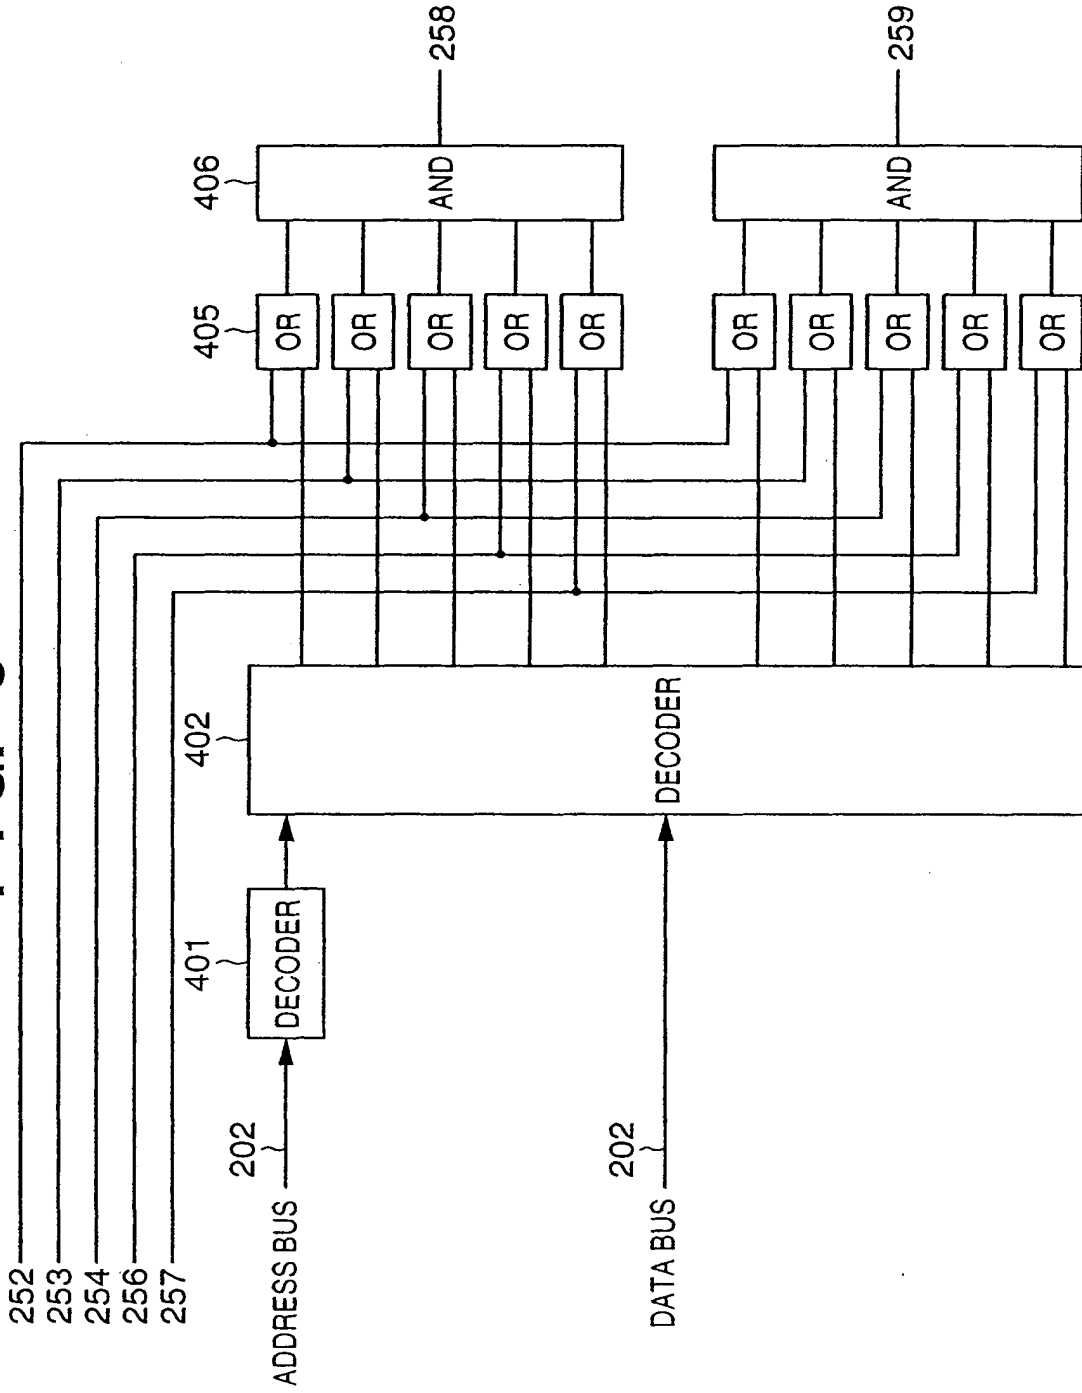 252
253
254
256
257
ADDRESS BUS
202
DATA BUS
202
401
DECODER
402
DECODER
405
OR
OR
OR
OR
OR
OR
OR
OR
OR
OR
406
AND
AND
258
259